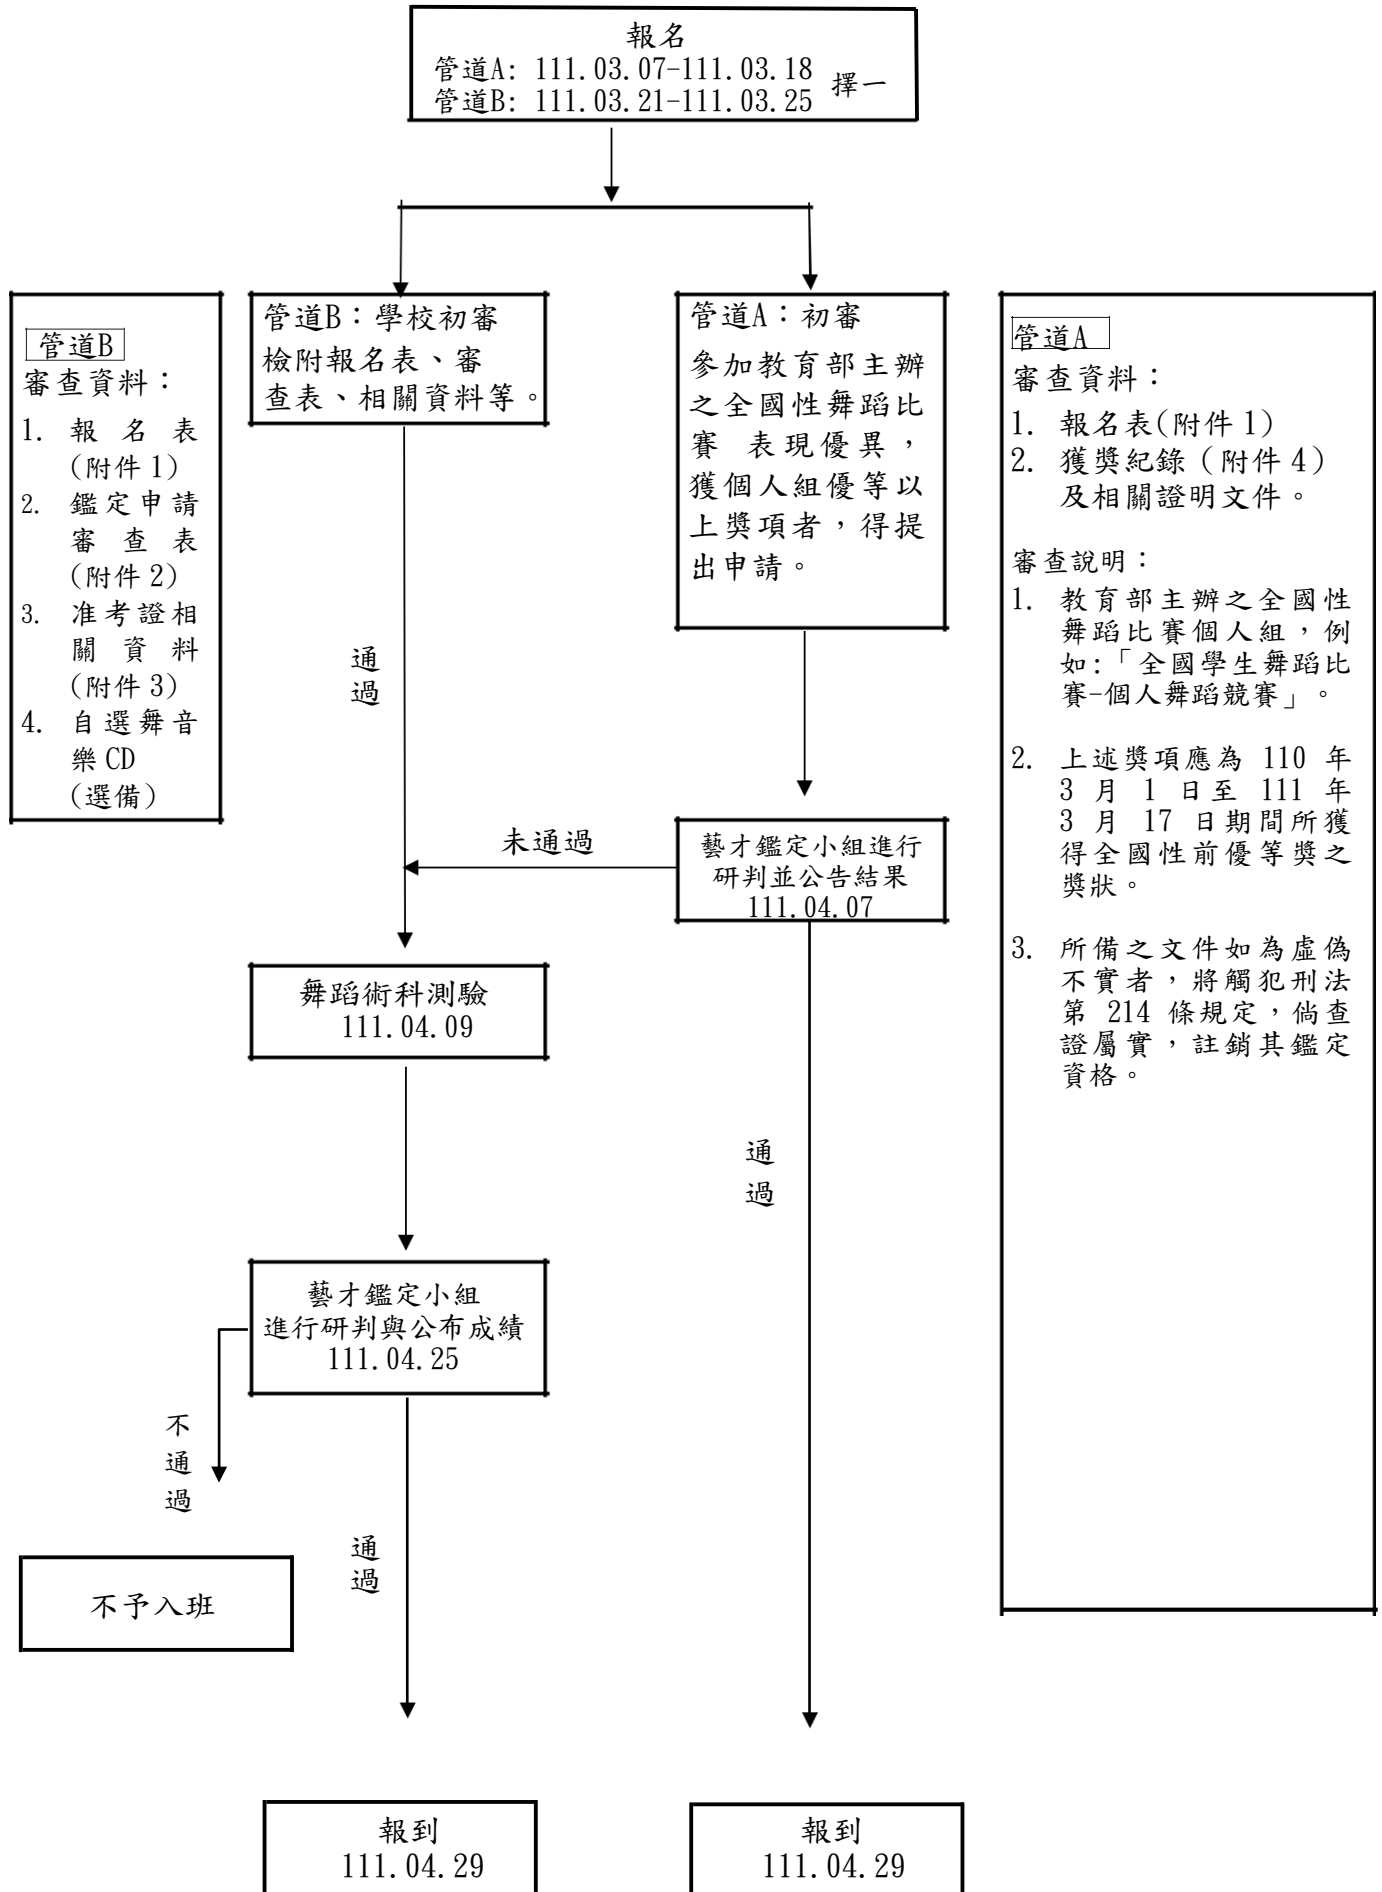 報名
管道A: 111.03.07-111.03.18
管道B: 111.03.21-111.03.25
擇一
管道B
審查資料：
1. 報名表
(附件1)
2. 鑑定申請
審查表
(附件2)
3. 准考證相
關資料
(附件3)
4. 自選舞音
樂CD
(選備)
管道B：學校初審
檢附報名表、審
查表、相關資料等。
管道A：初審
參加教育部主辦
之全國性舞蹈比
賽 表現優異，
獲個人組優等以
上獎項者，得提
出申請。
管道A
審查資料：
1. 報名表(附件1)
2. 獲獎紀錄（附件4）
及相關證明文件。
審查說明：
1. 教育部主辦之全國性
舞蹈比賽個人組，例
如:「全國學生舞蹈比
賽-個人舞蹈競賽」。
2. 上述獎項應為 110 年
3 月 1 日至 111 年
3 月 17 日期間所獲
得全國性前優等獎之
獎狀。
3. 所備之文件如為虛偽
不實者，將觸犯刑法
第 214 條規定，倘查
證屬實，註銷其鑑定
資格。
通
過
未通過
藝才鑑定小組進行
研判並公告結果
111.04.07
舞蹈術科測驗
111.04.09
通
過
藝才鑑定小組
進行研判與公布成績
111.04.25
不
通
過
通
過
不予入班
報到
111.04.29
報到
111.04.29